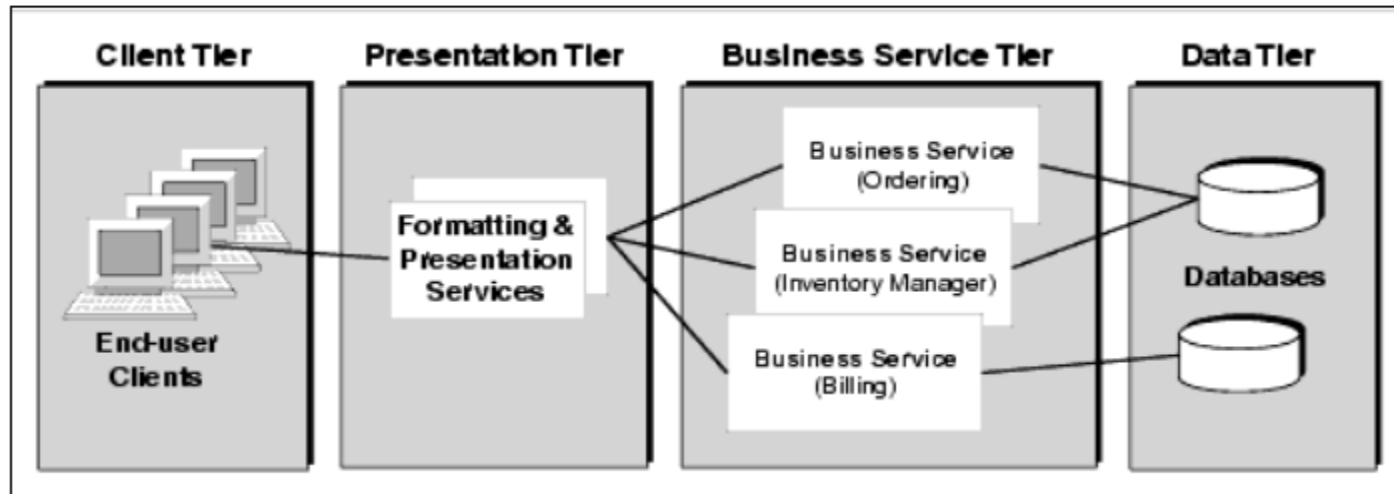 Client Tier
Presentation Tier
Business Service Tier
Data Tier
End-user
Clients
Formatting &
Presentation
Services
Business Service
(Ordering)
Business Service
(Inventory Manager)
Business Service
(Billing)
Databases